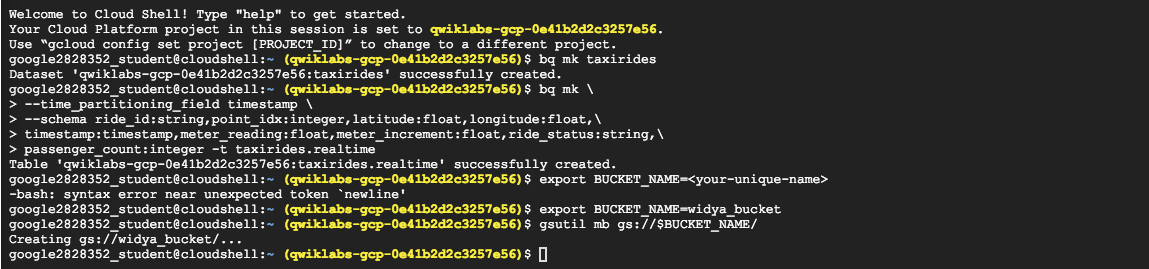 Welcome to Cloud Shell! Type "help" to get started.
Your Cloud Platform project in this session is set to qwiklabs-gcp-0e41b2d2c3257e56.
Use “gcloud config set project [PROJECT_ID]” to change to a different project.
google2828352_student@cloudshell:~ (qwiklabs-gcp-0e41b2d2c3257e56)$ bq mk taxirides
Dataset 'qwiklabs-gcp-0e41b2d2c3257e56:taxirides' successfully created.
google2828352_student@cloudshell:~ (qwiklabs-gcp-0e41b2d2c3257e56)$ bq mk \
> --time_partitioning_field timestamp \
> --schema ride_id:string,point_idx:integer,latitude:float,longitude:float,\
> timestamp:timestamp,meter_reading:float,meter_increment:float,ride_status:string,\
> passenger_count:integer -t taxirides.realtime
Table 'qwiklabs-gcp-0e41b2d2c3257e56:taxirides.realtime' successfully created.
google2828352_student@cloudshell:~ (qwiklabs-gcp-0e41b2d2c3257e56)$ export BUCKET_NAME=<your-unique-name>
-bash: syntax error near unexpected token `newline'
google2828352_student@cloudshell:~ (qwiklabs-gcp-0e41b2d2c3257e56)$ export BUCKET_NAME=widya_bucket
google2828352_student@cloudshell:~ (qwiklabs-gcp-0e41b2d2c3257e56)$ gsutil mb gs://$BUCKET_NAME/
Creating gs://widya_bucket/...
google2828352_student@cloudshell:~ (qwiklabs-gcp-0e41b2d2c3257e56)$